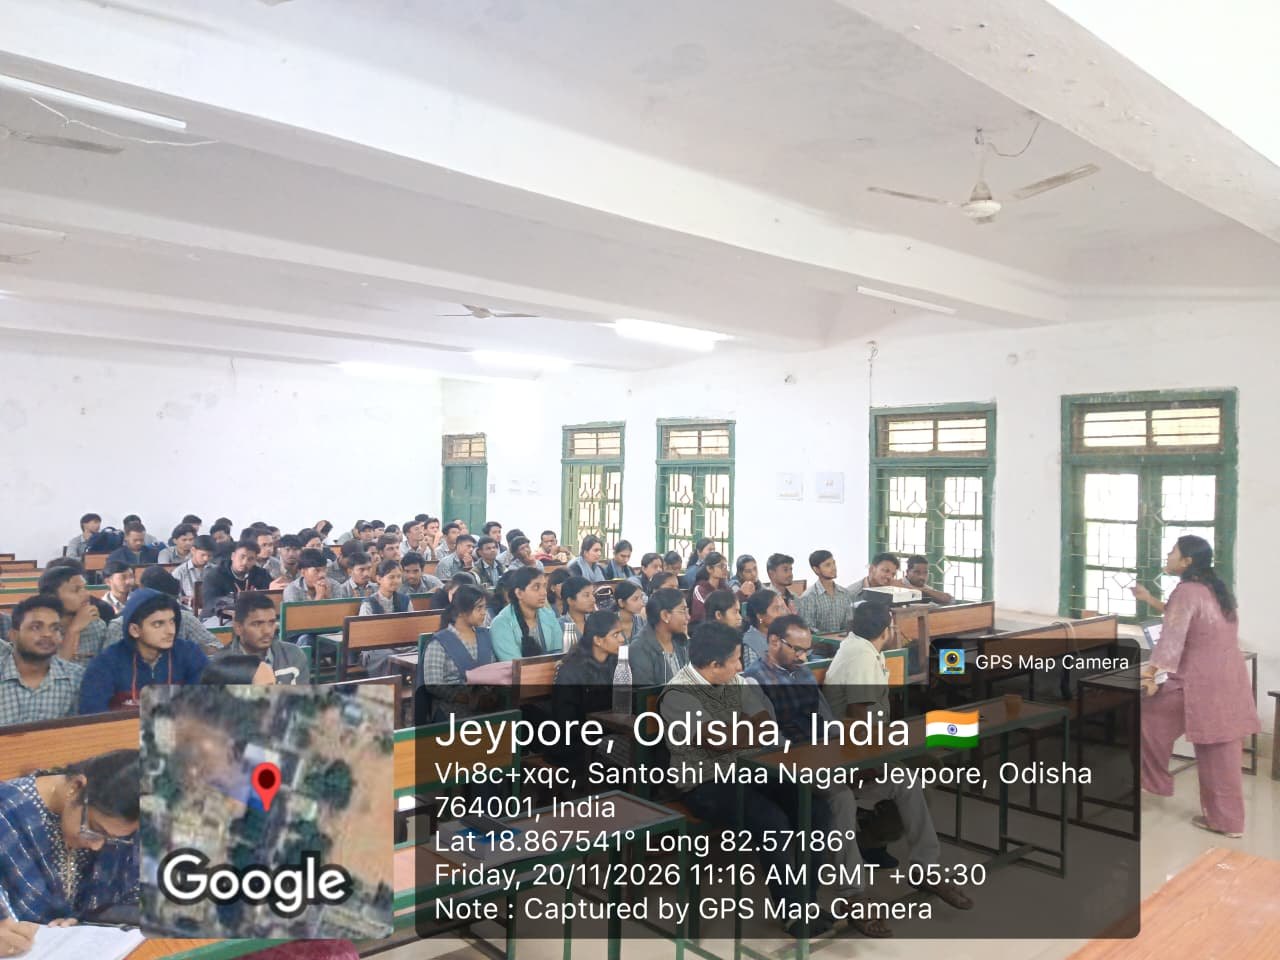 GPS Map Camera
Jeypore, Odisha, India 🇮🇳
Vh8c+xqc, Santoshi Maa Nagar, Jeypore, Odisha
764001, India
Lat 18.867541° Long 82.57186°
Friday, 20/11/2026 11:16 AM GMT +05:30
Note : Captured by GPS Map Camera
Google